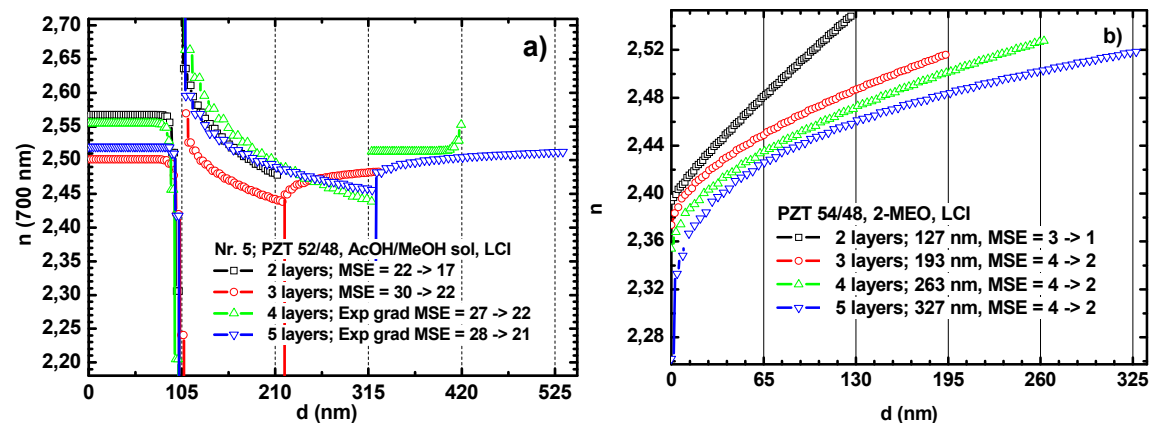 a)
n (700 nm)
2,70
2,65
2,60
2,55
2,50
2,45
2,40
2,35
2,30
2,25
2,20
Nr. 5; PZT 52/48, AcOH/MeOH sol, LCI
2 layers; MSE = 22 -> 17
3 layers; MSE = 30 -> 22
4 layers; Exp grad MSE = 27 -> 22
5 layers; Exp grad MSE = 28 -> 21
0 105 210 315 420 525
d (nm)
b)
n
2,52
2,48
2,44
2,40
2,36
2,32
2,28
PZT 54/48, 2-MEO, LCI
2 layers; 127 nm, MSE = 3 -> 1
3 layers; 193 nm, MSE = 4 -> 2
4 layers; 263 nm, MSE = 4 -> 2
5 layers; 327 nm, MSE = 4 -> 2
0 65 130 195 260 325
d (nm)